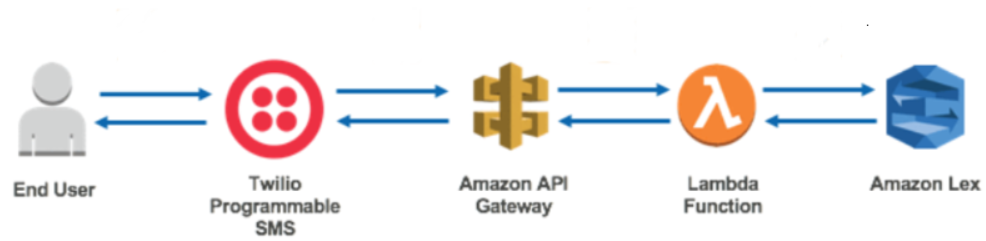 End User
Twilio
Programmable
SMS
Amazon API
Gateway
Lambda
Function
Amazon Lex